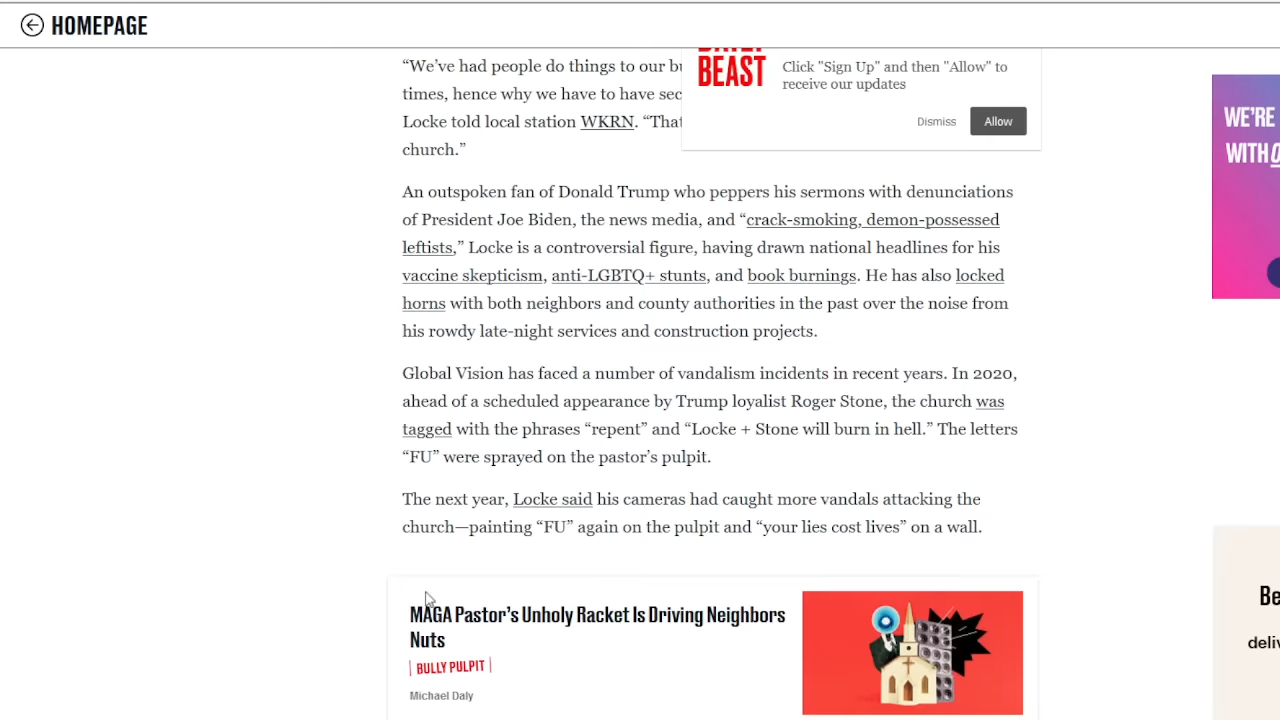 HOMEPAGE
“We’ve had people do things to our bu
times, hence why we have to have sec
Locke told local station WKRN. “That
church.”
BEAST
Click "Sign Up" and then "Allow" to
receive our updates
Dismiss
Allow
An outspoken fan of Donald Trump who peppers his sermons with denunciations
of President Joe Biden, the news media, and “crack-smoking, demon-possessed
leftists,” Locke is a controversial figure, having drawn national headlines for his
vaccine skepticism, anti-LGBTQ+ stunts, and book burnings. He has also locked
horns with both neighbors and county authorities in the past over the noise from
his rowdy late-night services and construction projects.
Global Vision has faced a number of vandalism incidents in recent years. In 2020,
ahead of a scheduled appearance by Trump loyalist Roger Stone, the church was
tagged with the phrases “repent” and “Locke + Stone will burn in hell.” The letters
“FU” were sprayed on the pastor’s pulpit.
The next year, Locke said his cameras had caught more vandals attacking the
church—painting “FU” again on the pulpit and “your lies cost lives” on a wall.
MAGA Pastor’s Unholy Racket Is Driving Neighbors
Nuts
BULLY PULPIT
Michael Daly
WE'RE
WITH
Be
deli